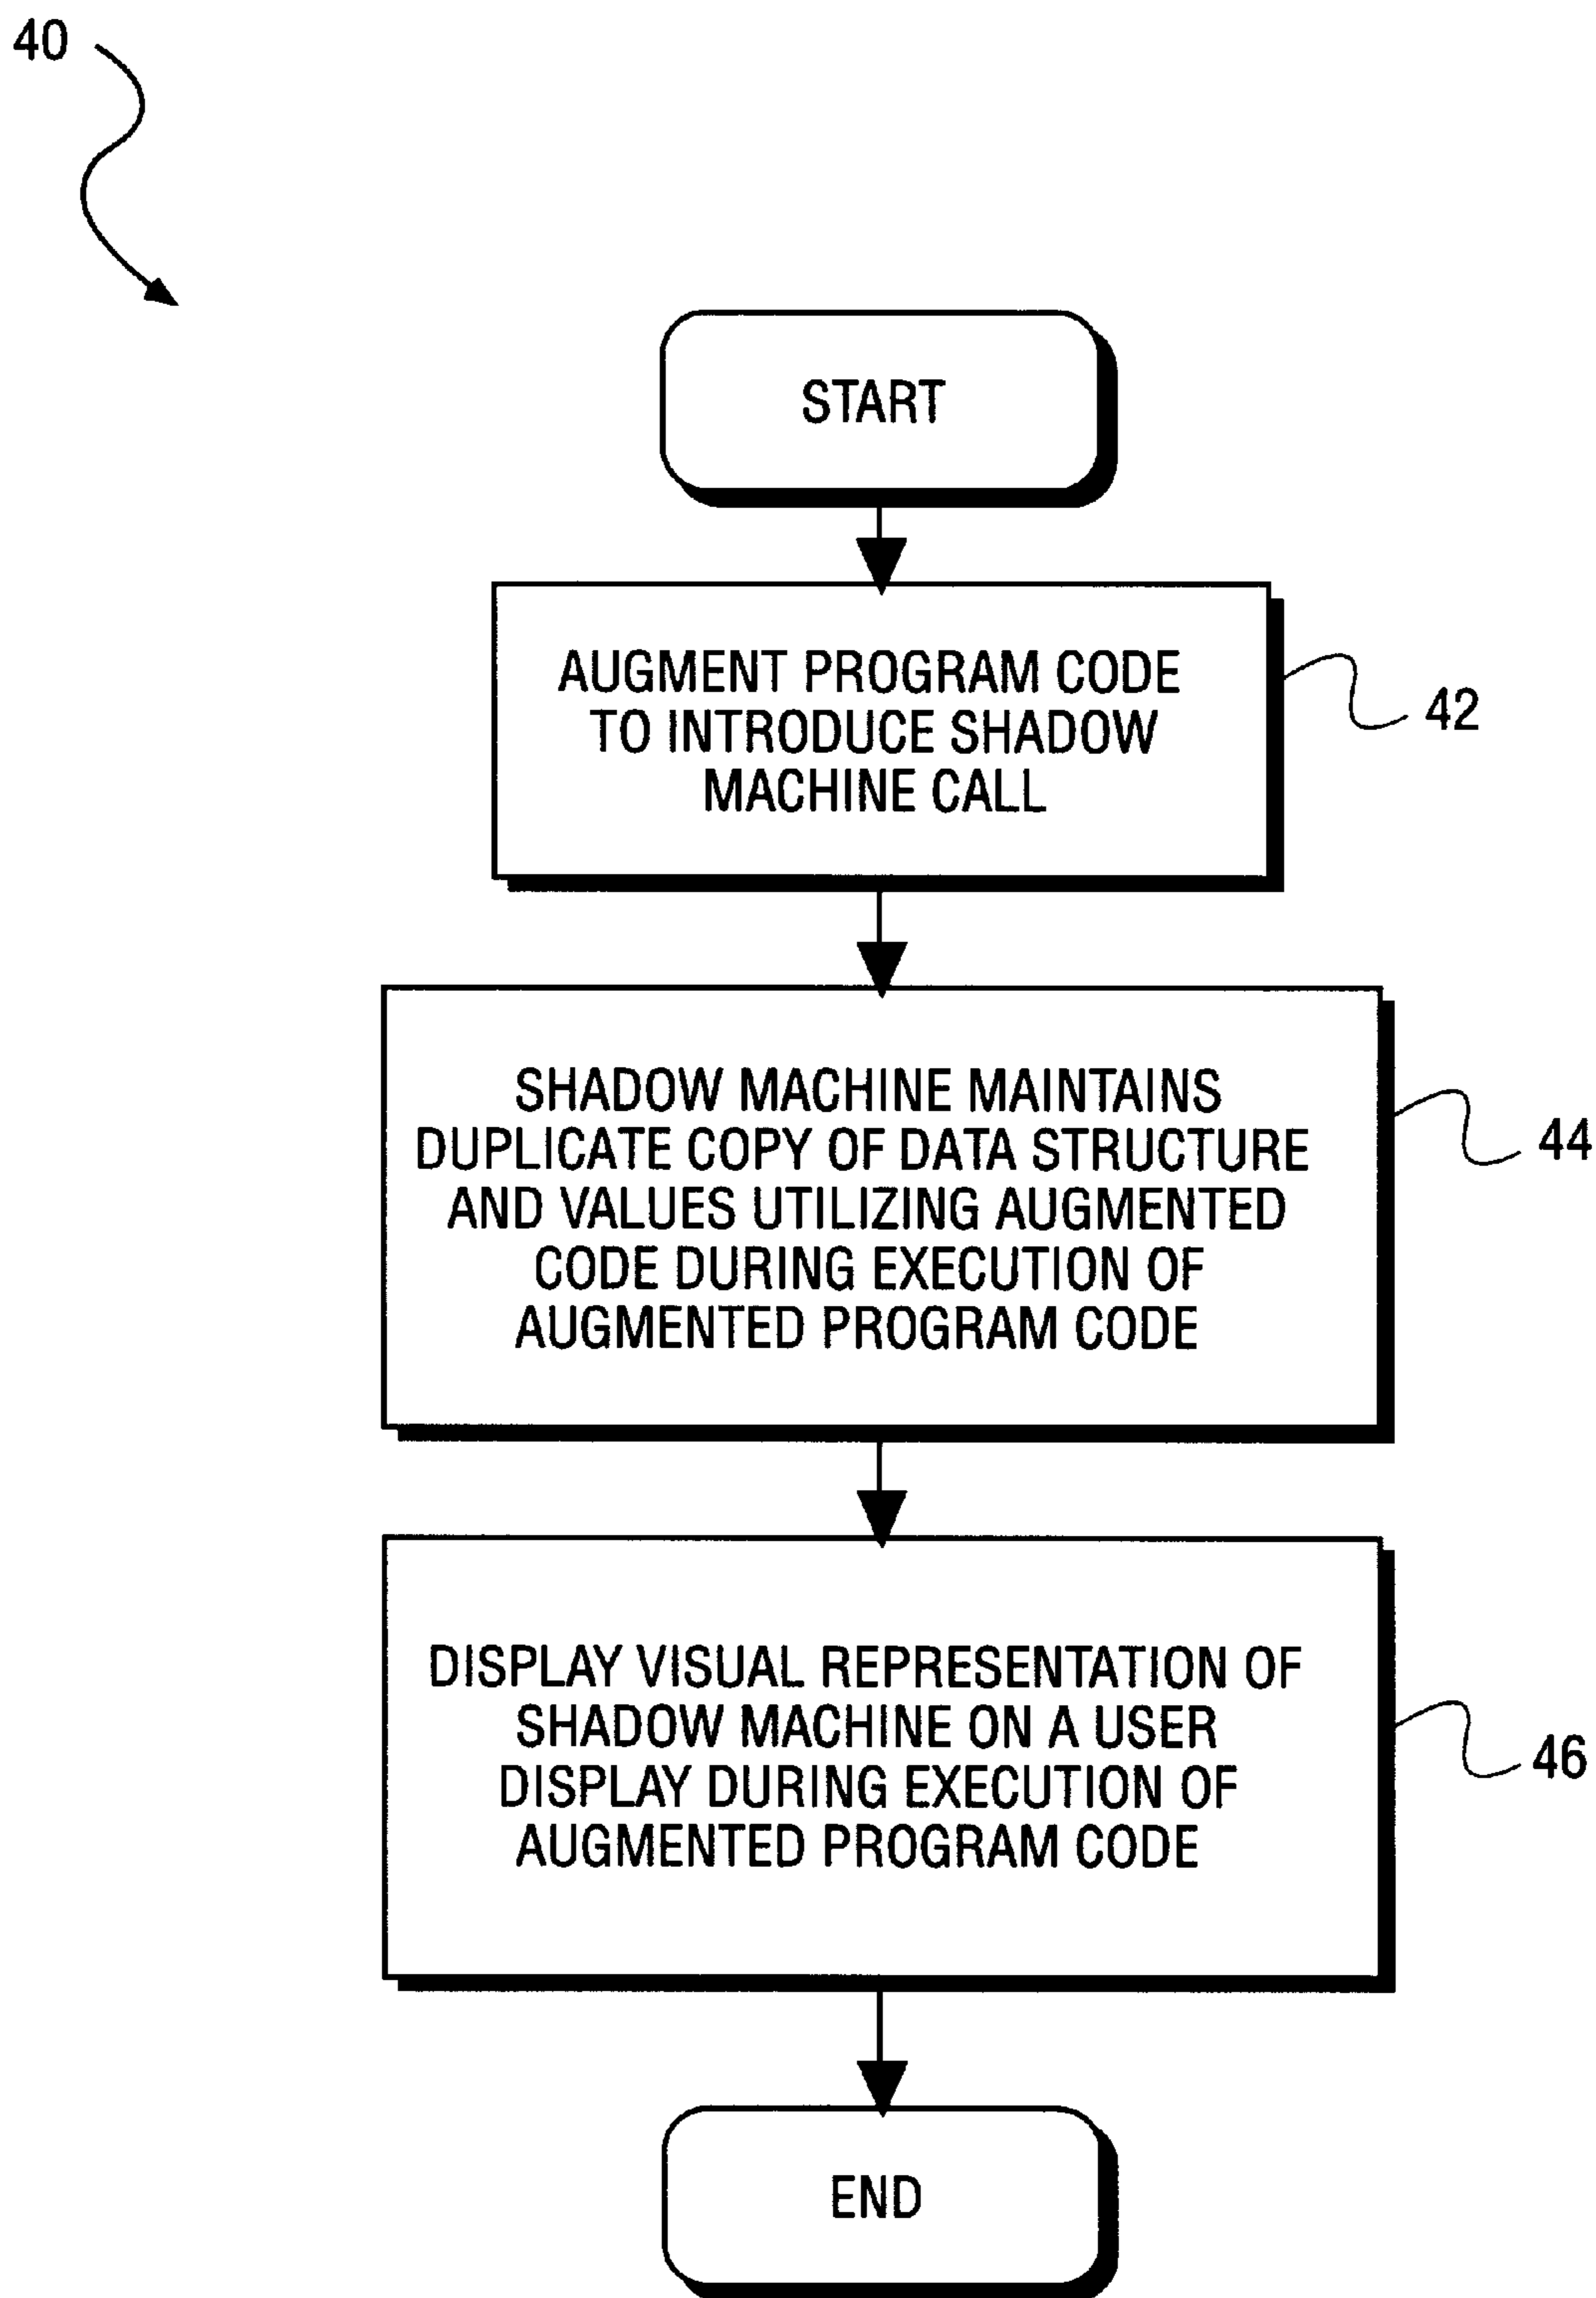 40
START
AUGMENT PROGRAM CODE
TO INTRODUCE SHADOW
MACHINE CALL
42
SHADOW MACHINE MAINTAINS
DUPLICATE COPY OF DATA STRUCTURE
AND VALUES UTILIZING AUGMENTED
CODE DURING EXECUTION OF
AUGMENTED PROGRAM CODE
44
DISPLAY VISUAL REPRESENTATION OF
SHADOW MACHINE ON A USER
DISPLAY DURING EXECUTION OF
AUGMENTED PROGRAM CODE
46
END